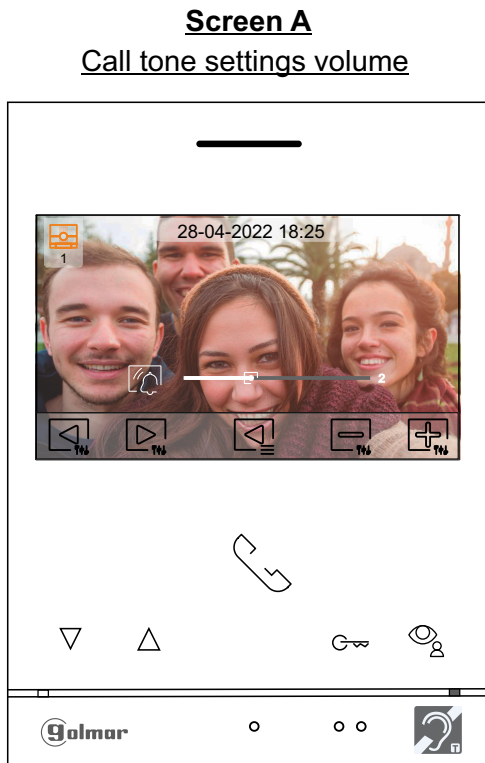 Screen A
Call tone settings volume
28-04-2022 18:25
1
2
golmar
T